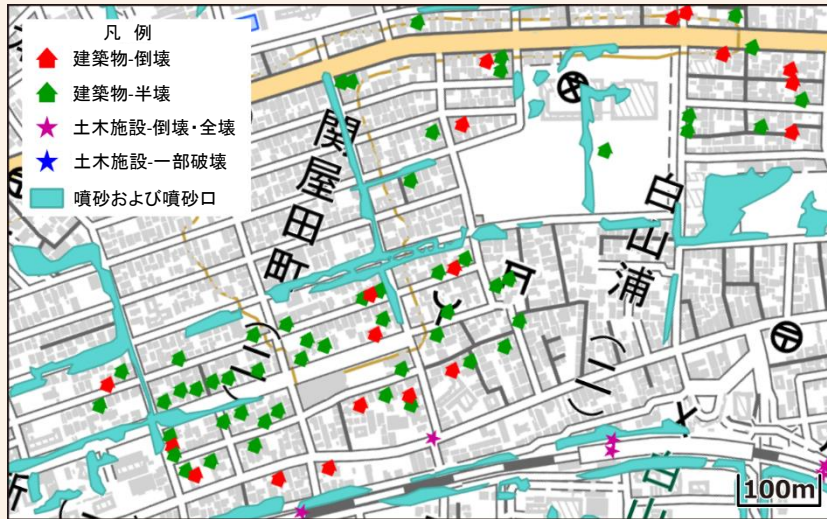 凡 例
建築物-倒壊
建築物-半壊
土木施設-倒壊・全壊
土木施設-一部破壊
噴砂および噴砂口
関屋田町
(二)
白山浦
(二)
100m